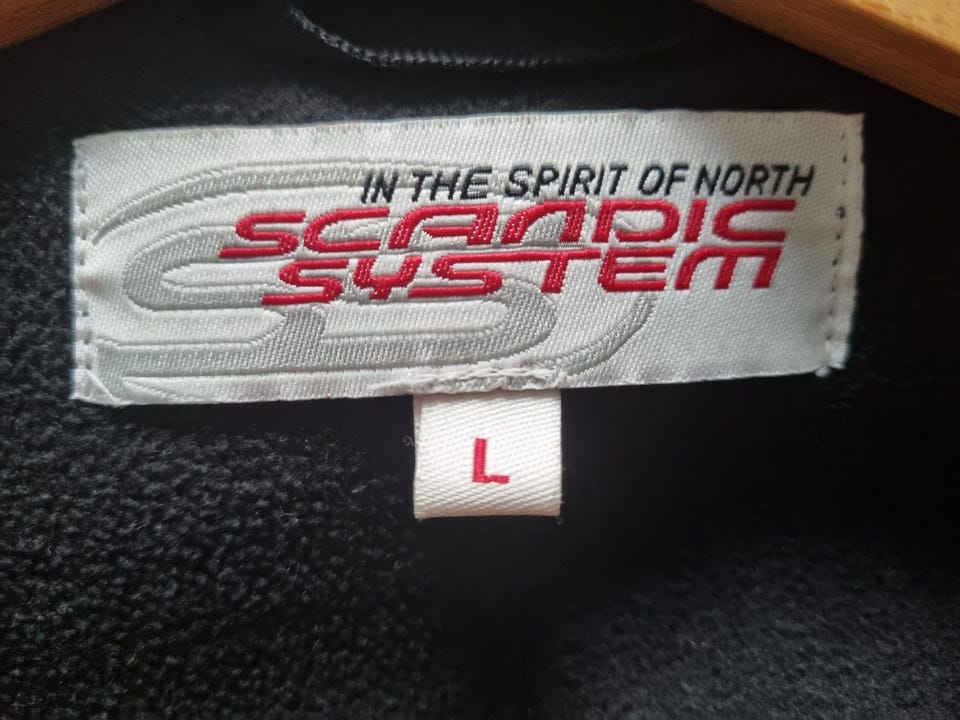 IN THE SPIRIT OF NORTH
SCANDIC
SYSTEM
L